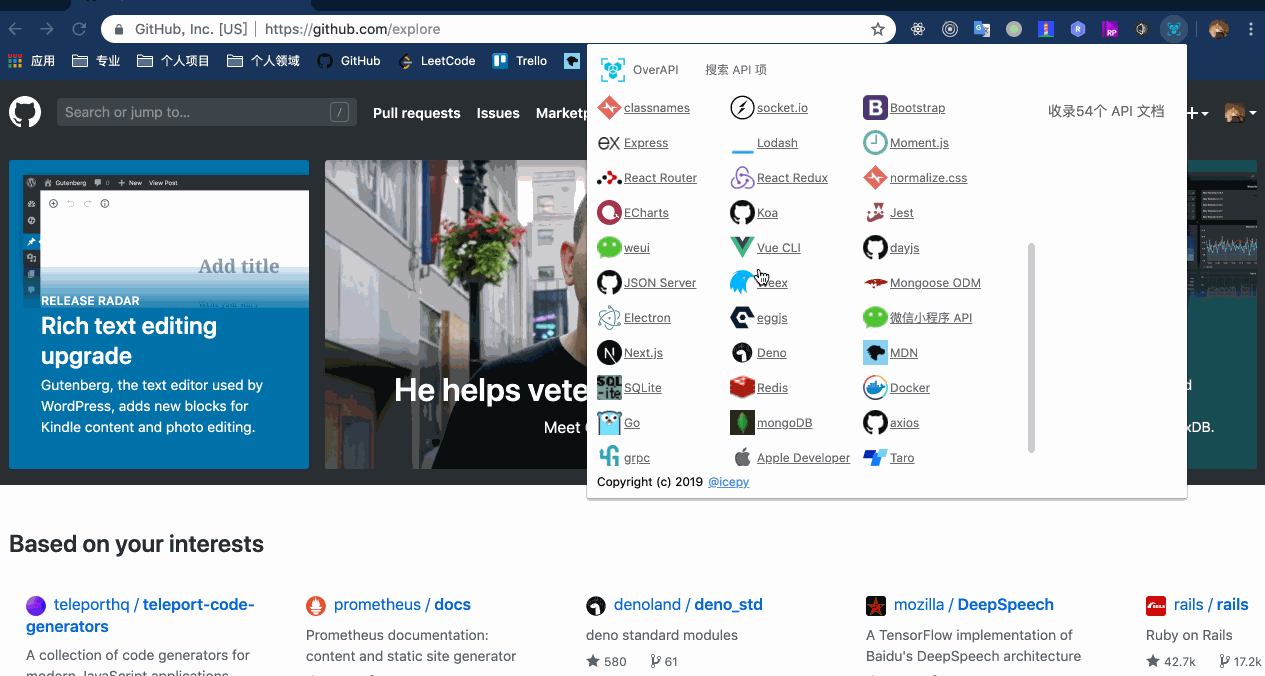 GitHub, Inc. [US] | https://github.com/explore
应用 专业 个人项目 个人领域 GitHub LeetCode Trello
Search or jump to... /
Pull requests Issues Marketp
OverAPI 搜索 API 项
收录54个 API 文档
classnames socket.io Bootstrap
Express Lodash Moment.js
React Router React Redux normalize.css
ECharts Koa Jest
weui Vue CLI dayjs
JSON Server eex Mongoose ODM
Electron eggjs 微信小程序 API
Next.js Deno MDN
SQLite Redis Docker
Go mongoDB axios
grpc Apple Developer Taro
Copyright (c) 2019 @icepy
Gutenberg 0 New View Post
Add title
RELEASE RADAR
Rich text editing
upgrade
Gutenberg, the text editor used by
WordPress, adds new blocks for
Kindle content and photo editing.
He helps vete
Meet
d
xDB.
Based on your interests
teleporthq / teleport-code-
generators
A collection of code generators for
modern JavaScript applications
prometheus / docs
Prometheus documentation:
content and static site generator
denoland / deno_std
deno standard modules
580 61
mozilla / DeepSpeech
A TensorFlow implementation of
Baidu's DeepSpeech architecture
rails / rails
Ruby on Rails
42.7k 17.2k